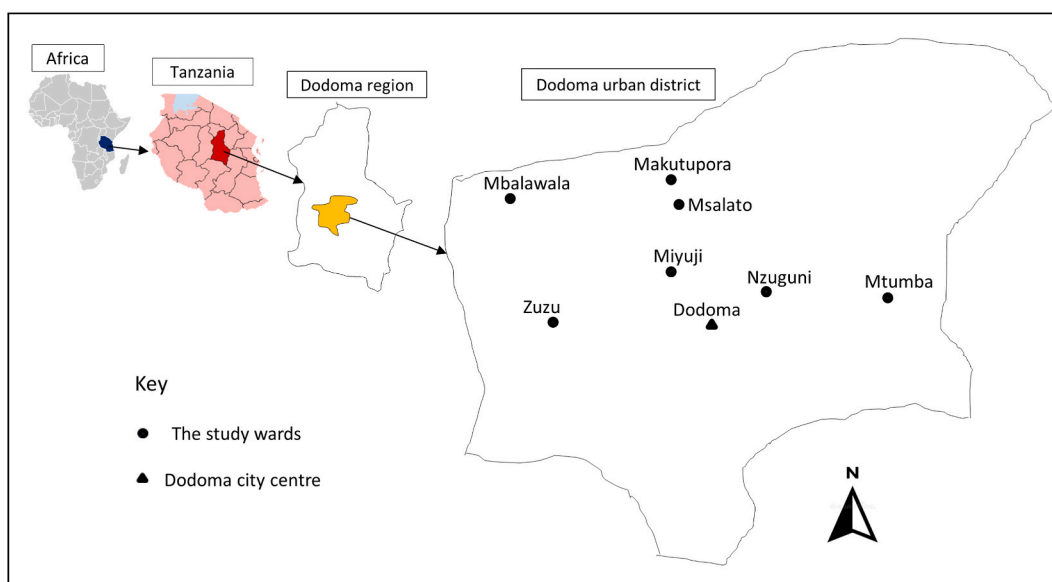 Africa
Tanzania
Dodoma region
Dodoma urban district
Makutupora
Mbalawala
Msalato
Miyuji
Nzuguni
Mtumba
Zuzu
Dodoma
Key
The study wards
Dodoma city centre
N